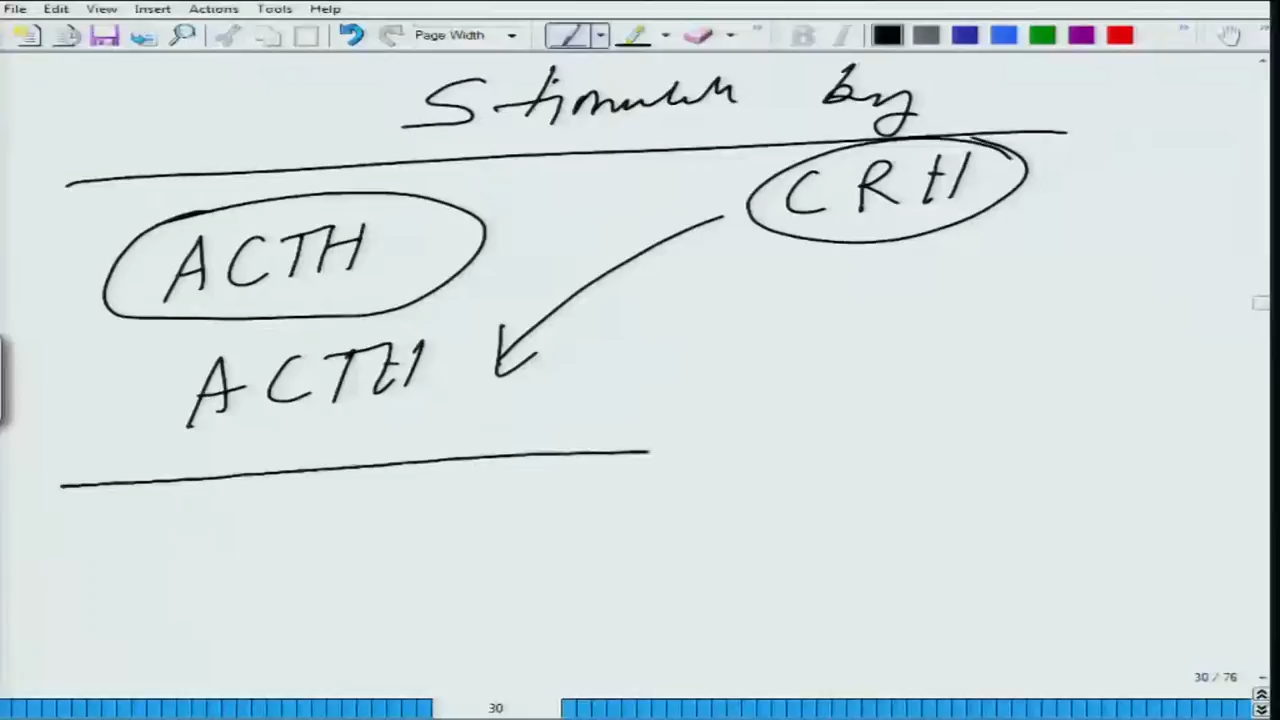 File Edit View Insert Actions Tools Help
Page Width
Stimulated by
CRH
ACTH
ACTH
30 / 76
30